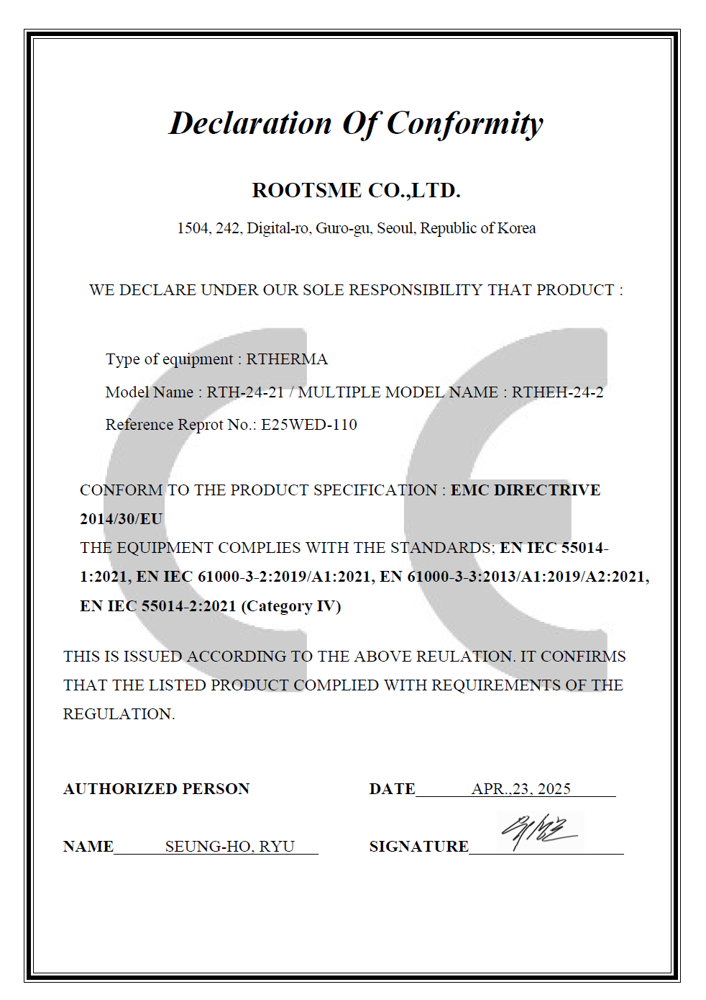 Declaration Of Conformity
ROOTSME CO.,LTD.
1504, 242, Digital-ro, Guro-gu, Seoul, Republic of Korea
WE DECLARE UNDER OUR SOLE RESPONSIBILITY THAT PRODUCT :
Type of equipment : RTHERMA
Model Name : RTH-24-21 / MULTIPLE MODEL NAME : RTHEH-24-2
Reference Reprot No.: E25WED-110
CONFORM TO THE PRODUCT SPECIFICATION : EMC DIRECTRIVE
2014/30/EU
THE EQUIPMENT COMPLIES WITH THE STANDARDS; EN IEC 55014-
1:2021, EN IEC 61000-3-2:2019/A1:2021, EN 61000-3-3:2013/A1:2019/A2:2021,
EN IEC 55014-2:2021 (Category IV)
THIS IS ISSUED ACCORDING TO THE ABOVE REULATION. IT CONFIRMS
THAT THE LISTED PRODUCT COMPLIED WITH REQUIREMENTS OF THE
REGULATION.
AUTHORIZED PERSON DATE APR.,23, 2025
NAME SEUNG-HO, RYU SIGNATURE
CE